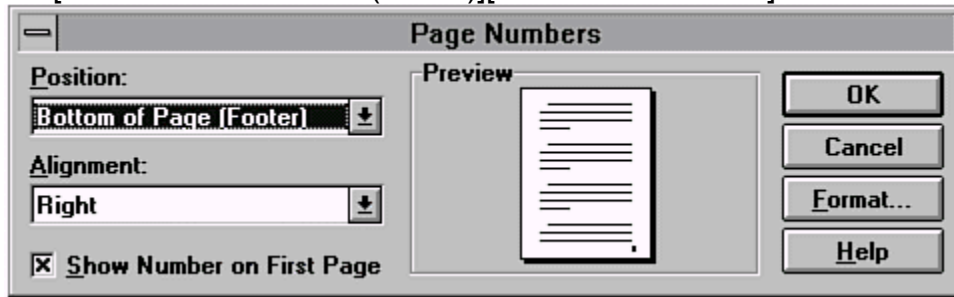 Page Numbers
Position:
Bottom of Page (Footer)
Alignment:
Right
Show Number on First Page
Preview
OK
Cancel
Format...
Help